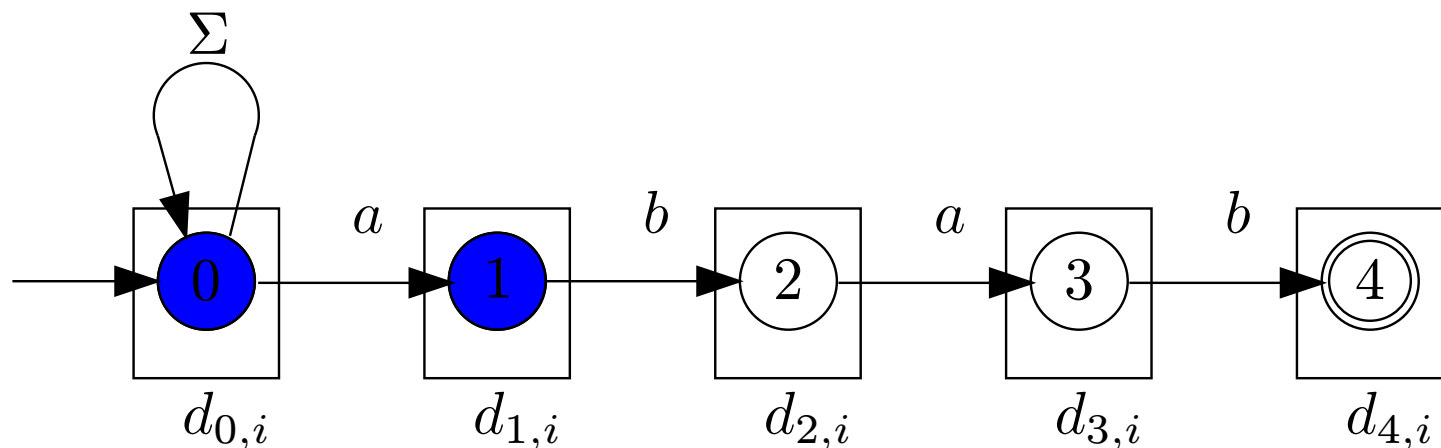 Σ
a b a b
0 1 2 3 4
d₀,ᵢ d₁,ᵢ d₂,ᵢ d₃,ᵢ d₄,ᵢ